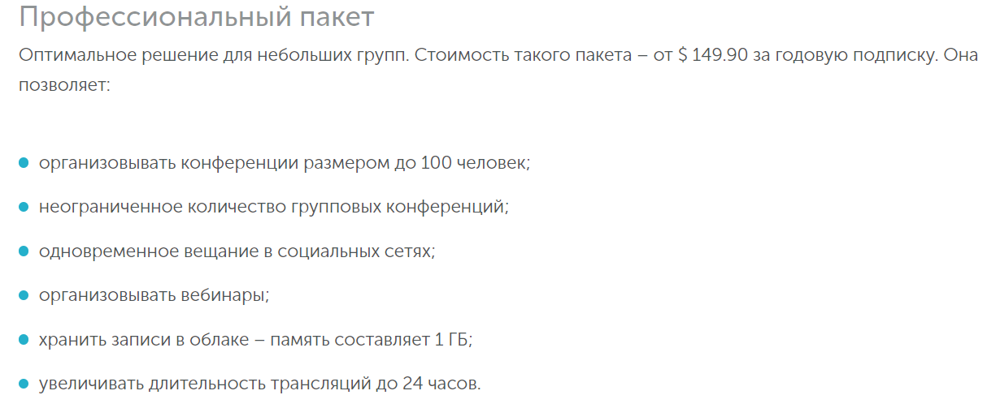 Профессиональный пакет
Оптимальное решение для небольших групп. Стоимость такого пакета – от $ 149.90 за годовую подписку. Она
позволяет:
организовывать конференции размером до 100 человек;
неограниченное количество групповых конференций;
одновременное вещание в социальных сетях;
организовывать вебинары;
хранить записи в облаке – память составляет 1 ГБ;
увеличивать длительность трансляций до 24 часов.